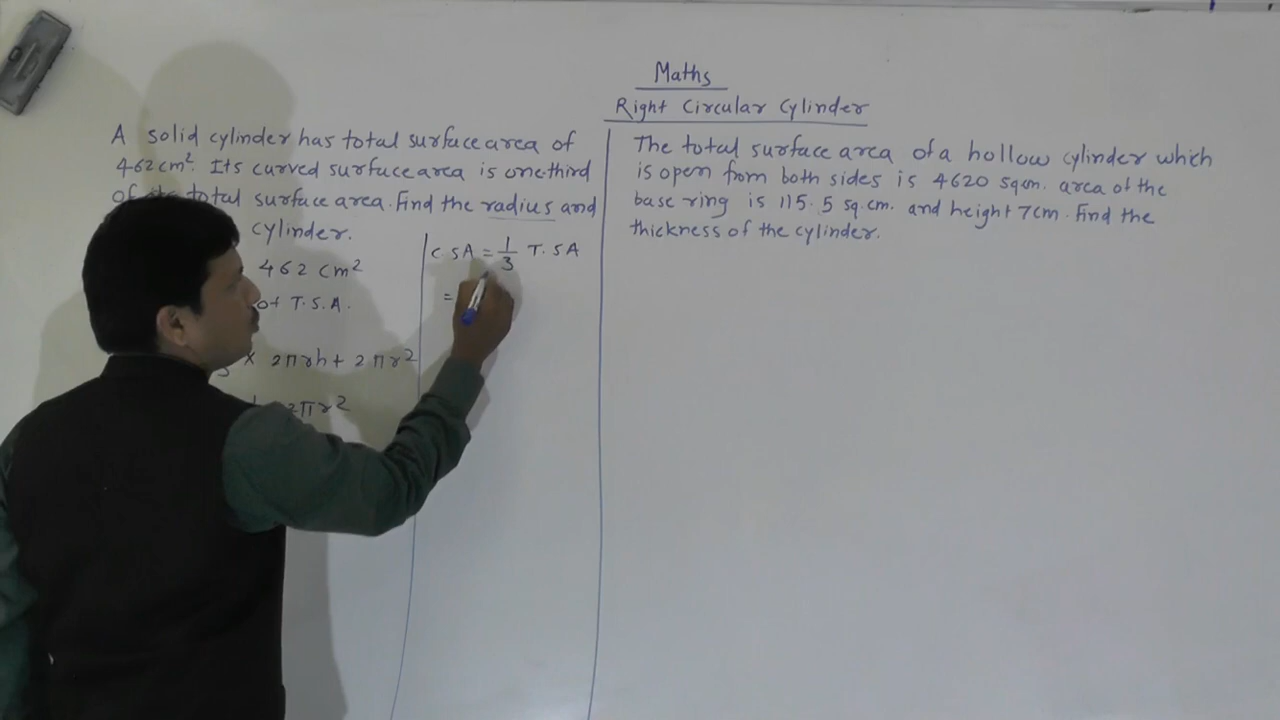 Maths
Right Circular Cylinder
A solid cylinder has total surface area of
462 cm². Its curved surface area is one-third
of total surface area. Find the radius and
cylinder.
462 cm²
of T.S.A.
× 2πrh + 2πr²
2πr²
C.SA = 1/3 T.SA
=
The total surface area of a hollow cylinder which
is open from both sides is 4620 sqcm. area of the
base ring is 115.5 sq.cm. and height 7cm. Find the
thickness of the cylinder.